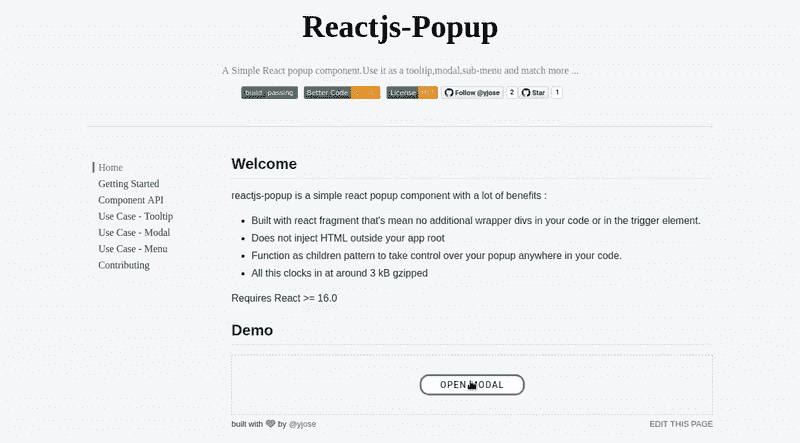 Reactjs-Popup
A Simple React popup component.Use it as a tooltip,modal,sub-menu and match more ...
build passing Better Code License Follow @yjose 2 Star 1
Home
Getting Started
Component API
Use Case - Tooltip
Use Case - Modal
Use Case - Menu
Contributing
Welcome
reactjs-popup is a simple react popup component with a lot of benefits :
Built with react fragment that's mean no additional wrapper divs in your code or in the trigger element.
Does not inject HTML outside your app root
Function as children pattern to take control over your popup anywhere in your code.
All this clocks in at around 3 kB gzipped
Requires React >= 16.0
Demo
OPEN MODAL
built with by @yjose
EDIT THIS PAGE